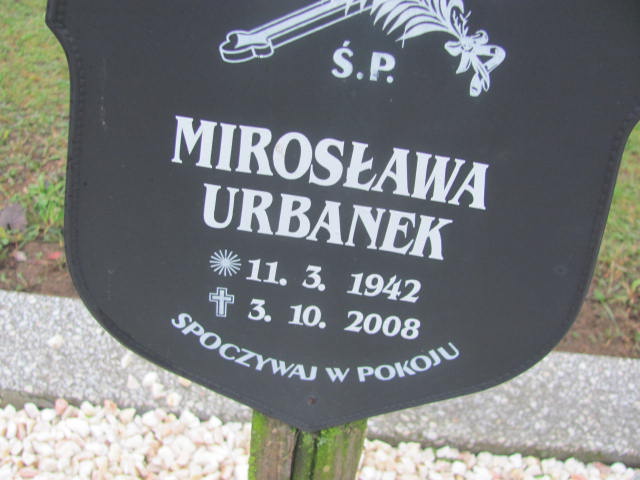 Ś.P.
MIROSŁAWA
URBANEK
11. 3. 1942
3. 10. 2008
SPOCZYWAJ W POKOJU